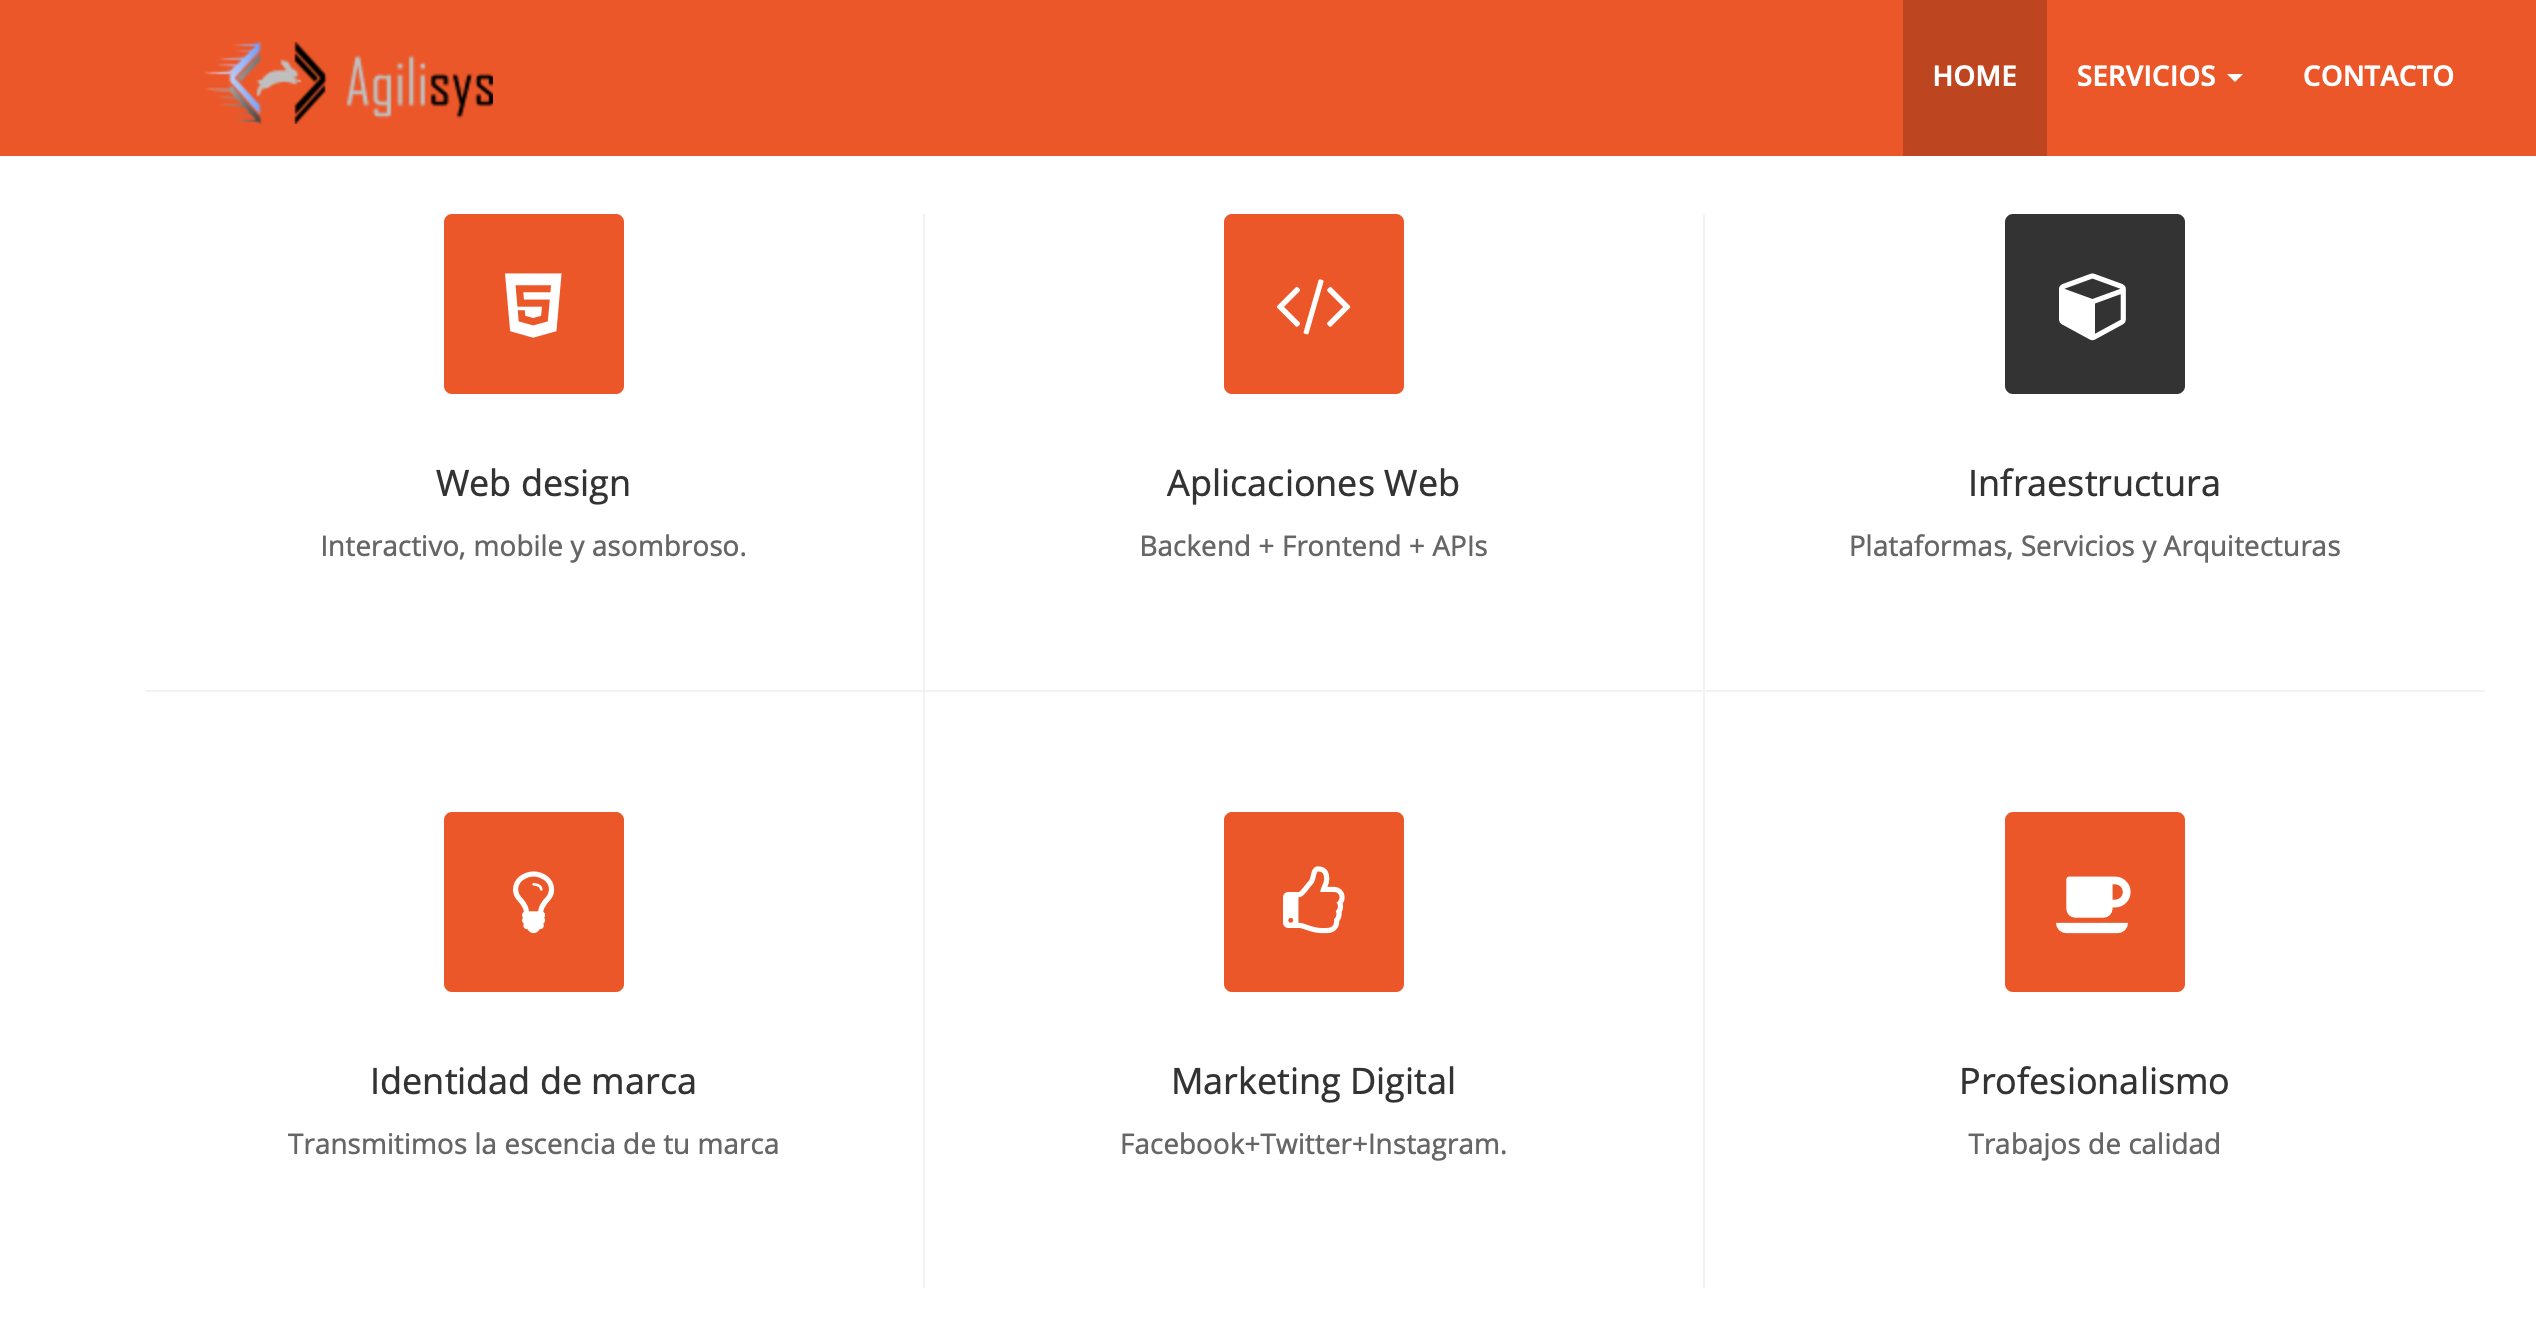 Agilisys
HOME SERVICIOS CONTACTO
Web design
Interactivo, mobile y asombroso.
Aplicaciones Web
Backend + Frontend + APIs
Infraestructura
Plataformas, Servicios y Arquitecturas
Identidad de marca
Transmitimos la escencia de tu marca
Marketing Digital
Facebook+Twitter+Instagram.
Profesionalismo
Trabajos de calidad